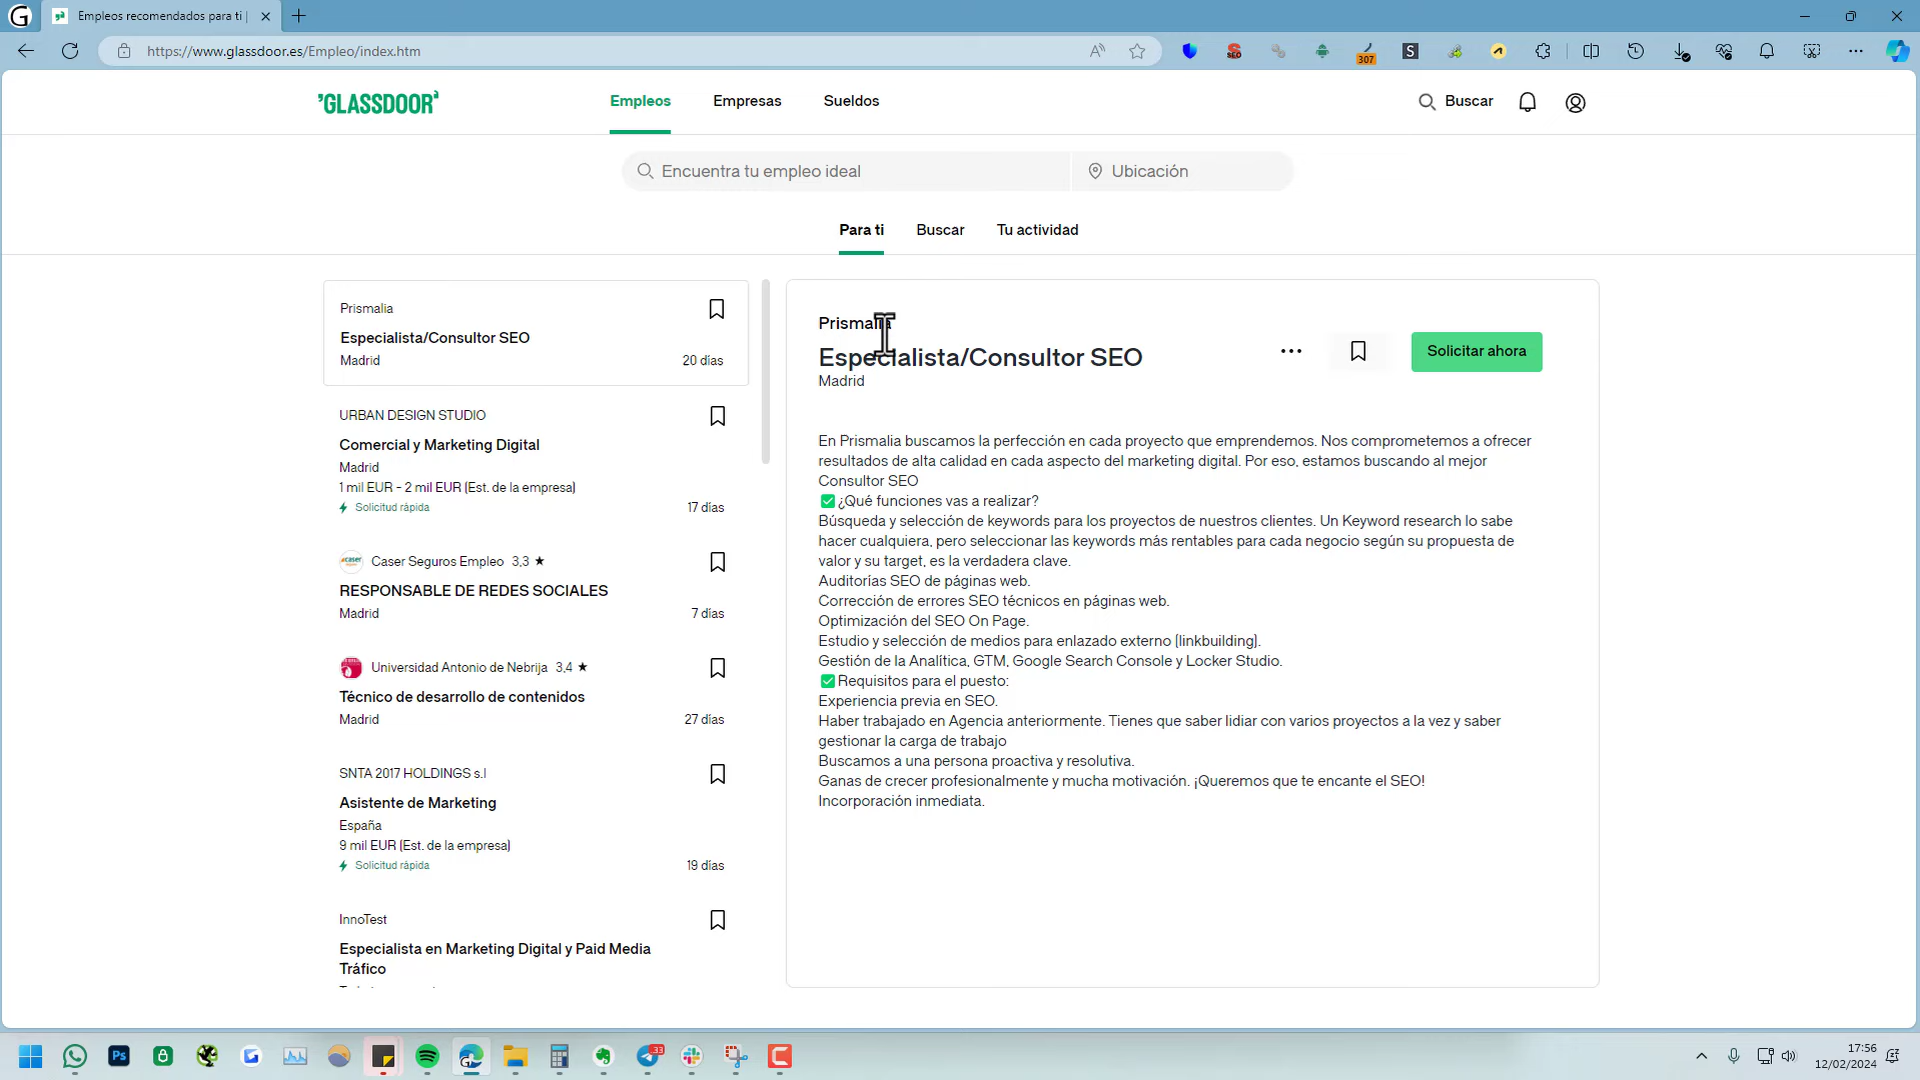 Empleos recomendados para ti |
https://www.glassdoor.es/Empleo/index.htm
SEO
307
S
GLASSDOOR
Empleos
Empresas
Sueldos
Buscar
Encuentra tu empleo ideal
Ubicación
Para ti
Buscar
Tu actividad
Prismalia
Especialista/Consultor SEO
Madrid
20 días
URBAN DESIGN STUDIO
Comercial y Marketing Digital
Madrid
1 mil EUR - 2 mil EUR (Est. de la empresa)
Solicitud rápida
17 días
Caser Seguros Empleo 3,3 ★
RESPONSABLE DE REDES SOCIALES
Madrid
7 días
Universidad Antonio de Nebrija 3,4 ★
Técnico de desarrollo de contenidos
Madrid
27 días
SNTA 2017 HOLDINGS s.l
Asistente de Marketing
España
9 mil EUR (Est. de la empresa)
Solicitud rápida
19 días
InnoTest
Especialista en Marketing Digital y Paid Media
Tráfico
Prismalia
Especialista/Consultor SEO
Madrid
Solicitar ahora
En Prismalia buscamos la perfección en cada proyecto que emprendemos. Nos comprometemos a ofrecer
resultados de alta calidad en cada aspecto del marketing digital. Por eso, estamos buscando al mejor
Consultor SEO
✅ ¿Qué funciones vas a realizar?
Búsqueda y selección de keywords para los proyectos de nuestros clientes. Un Keyword research lo sabe
hacer cualquiera, pero seleccionar las keywords más rentables para cada negocio según su propuesta de
valor y su target, es la verdadera clave.
Auditorías SEO de páginas web.
Corrección de errores SEO técnicos en páginas web.
Optimización del SEO On Page.
Estudio y selección de medios para enlazado externo (linkbuilding).
Gestión de la Analítica, GTM, Google Search Console y Locker Studio.
✅ Requisitos para el puesto:
Experiencia previa en SEO.
Haber trabajado en Agencia anteriormente. Tienes que saber lidiar con varios proyectos a la vez y saber
gestionar la carga de trabajo
Buscamos a una persona proactiva y resolutiva.
Ganas de crecer profesionalmente y mucha motivación. ¡Queremos que te encante el SEO!
Incorporación inmediata.
Ps
33
17:56
12/02/2024